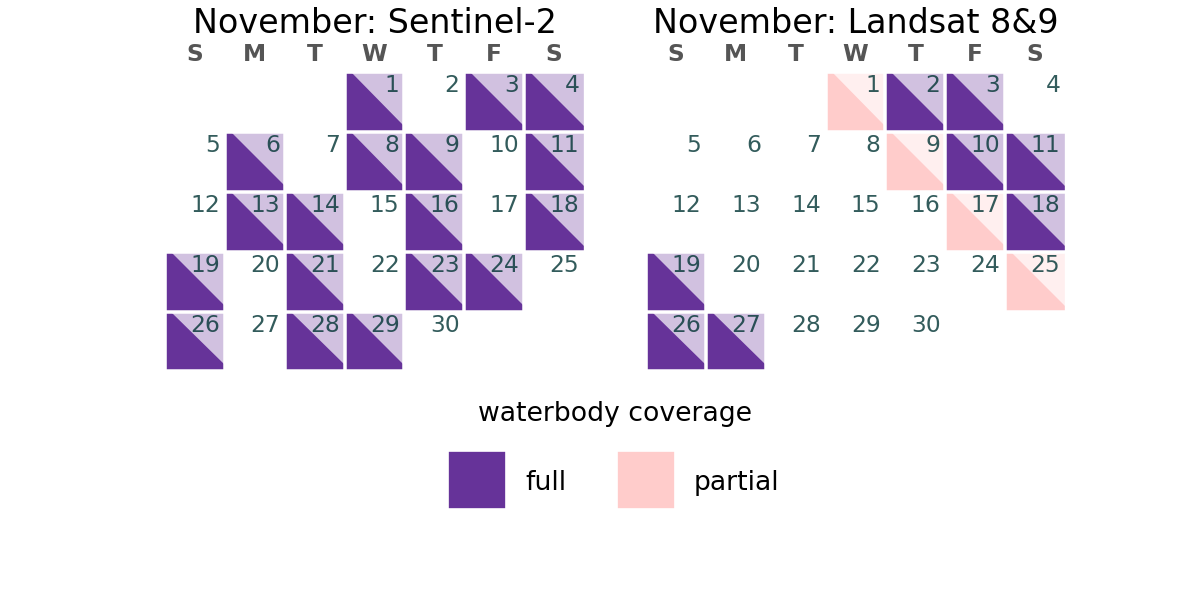 November: Sentinel-2
S M T W T F S
1 2 3 4
5 6 7 8 9 10 11
12 13 14 15 16 17 18
19 20 21 22 23 24 25
26 27 28 29 30
November: Landsat 8&9
S M T W T F S
1 2 3 4
5 6 7 8 9 10 11
12 13 14 15 16 17 18
19 20 21 22 23 24 25
26 27 28 29 30
waterbody coverage
full partial